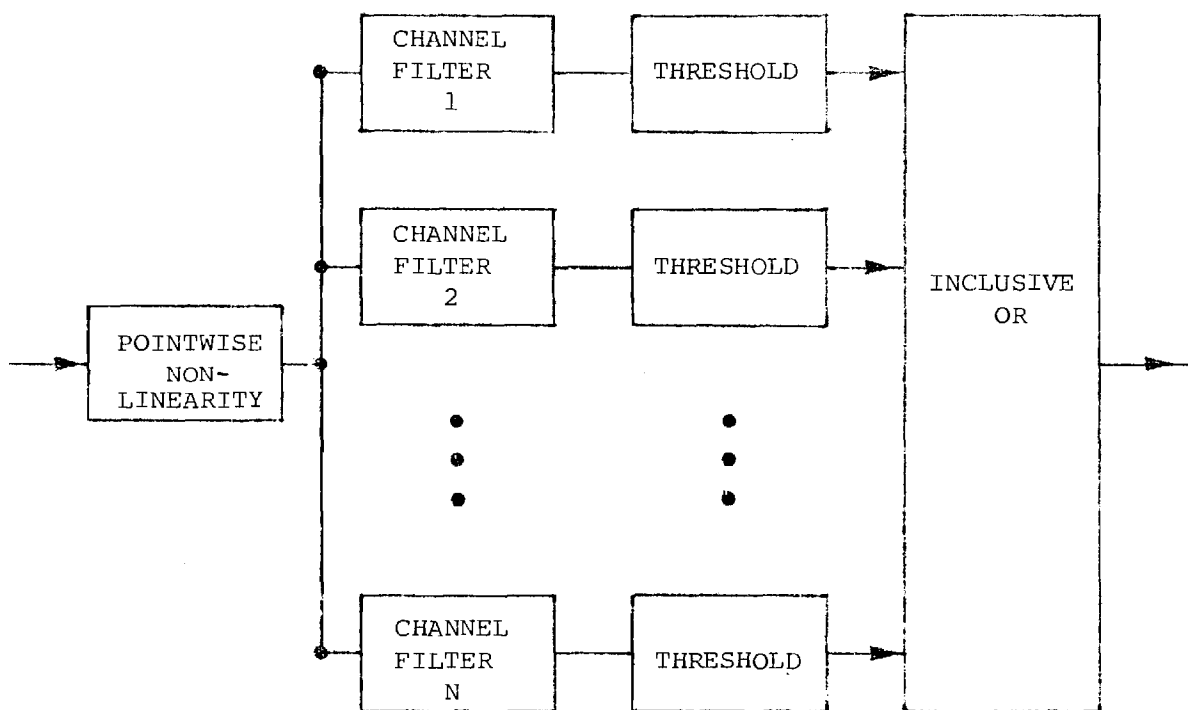 CHANNEL
FILTER
1
THRESHOLD
CHANNEL
FILTER
2
THRESHOLD
INCLUSIVE
OR
POINTWISE
NON-
LINEARITY
CHANNEL
FILTER
N
THRESHOLD